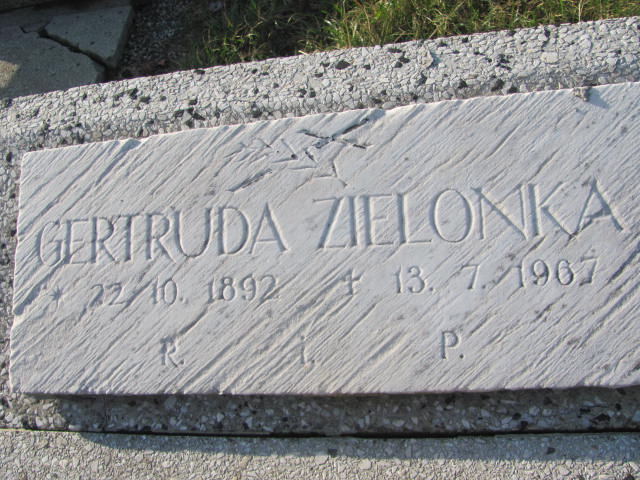 GERTRUDA ZIELONKA
* 22. 10. 1892 ✝ 13. 7. 1967
R. i. P.